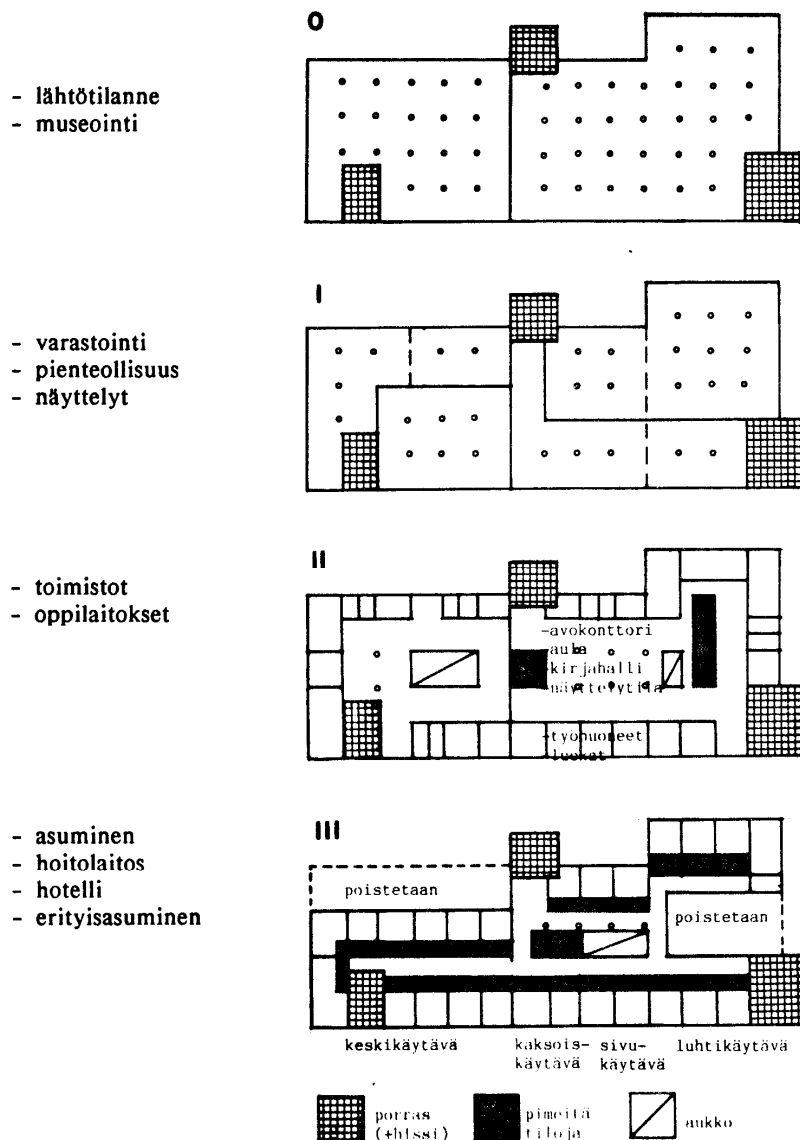 O
- lähtötilanne
- museointi
I
- varastointi
- pienteollisuus
- näyttelyt
II
- toimistot
- oppilaitokset
-avokonttori
-aula
-kirjahalli
-näyttelytila
-työhuoneet
-luokat
III
- asuminen
- hoitolaitos
- hotelli
- erityisasuminen
poistetaan
poistetaan
keskikäytävä
kaksois-
käytävä
sivu-
käytävä
luhtikäytävä
porras
(+hissi)
pimeitä
tiloja
aukko